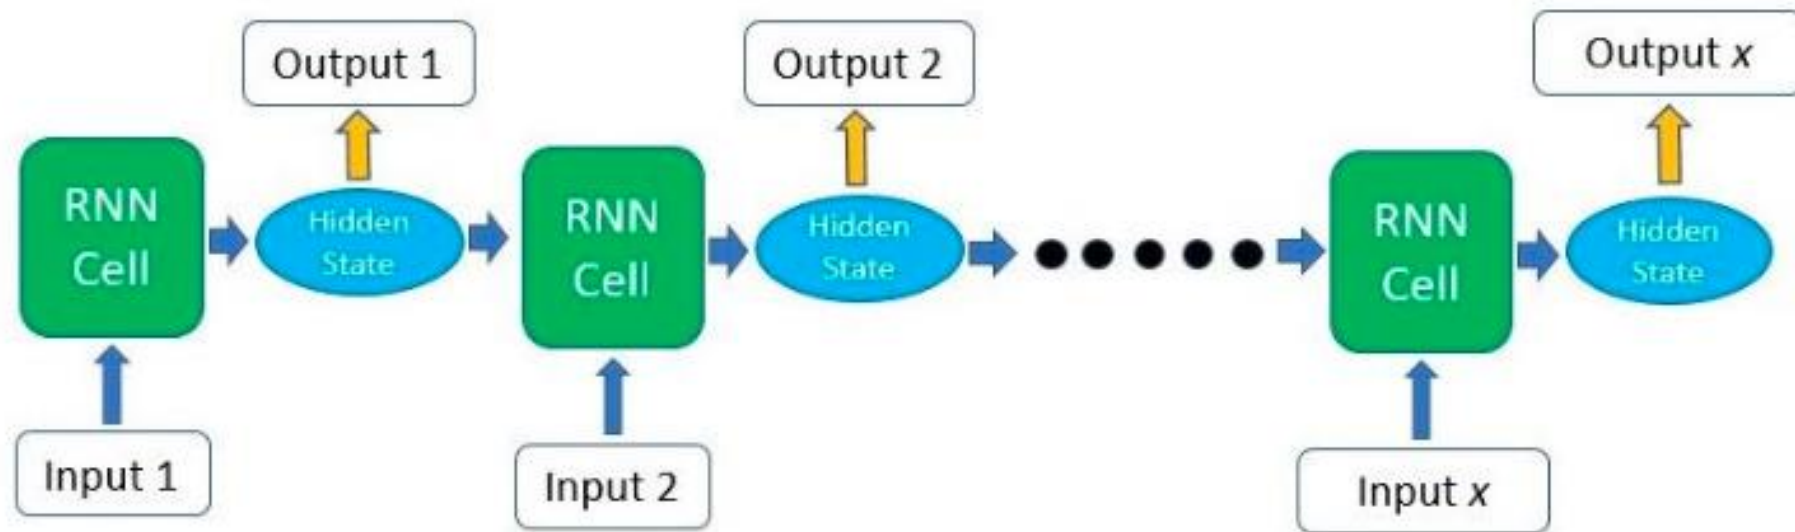 Output 1
Output 2
Output x
RNN
Cell
Hidden
State
RNN
Cell
Hidden
State
RNN
Cell
Hidden
State
Input 1
Input 2
Input x